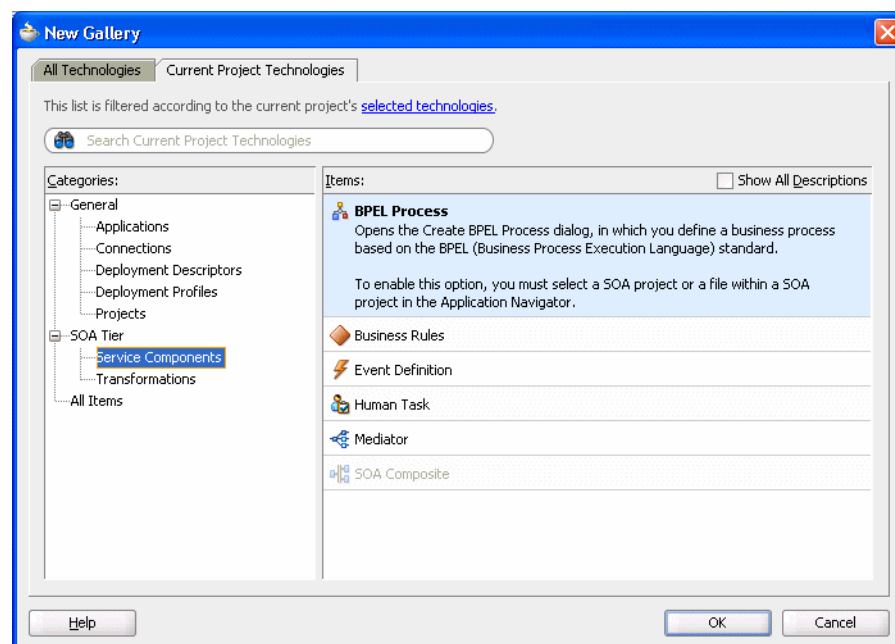 New Gallery
All Technologies
Current Project Technologies
This list is filtered according to the current project's selected technologies.
Search Current Project Technologies
Categories:
General
Applications
Connections
Deployment Descriptors
Deployment Profiles
Projects
SOA Tier
Service Components
Transformations
All Items
Items:
Show All Descriptions
BPEL Process
Opens the Create BPEL Process dialog, in which you define a business process
based on the BPEL (Business Process Execution Language) standard.
To enable this option, you must select a SOA project or a file within a SOA
project in the Application Navigator.
Business Rules
Event Definition
Human Task
Mediator
SOA Composite
Help
OK
Cancel